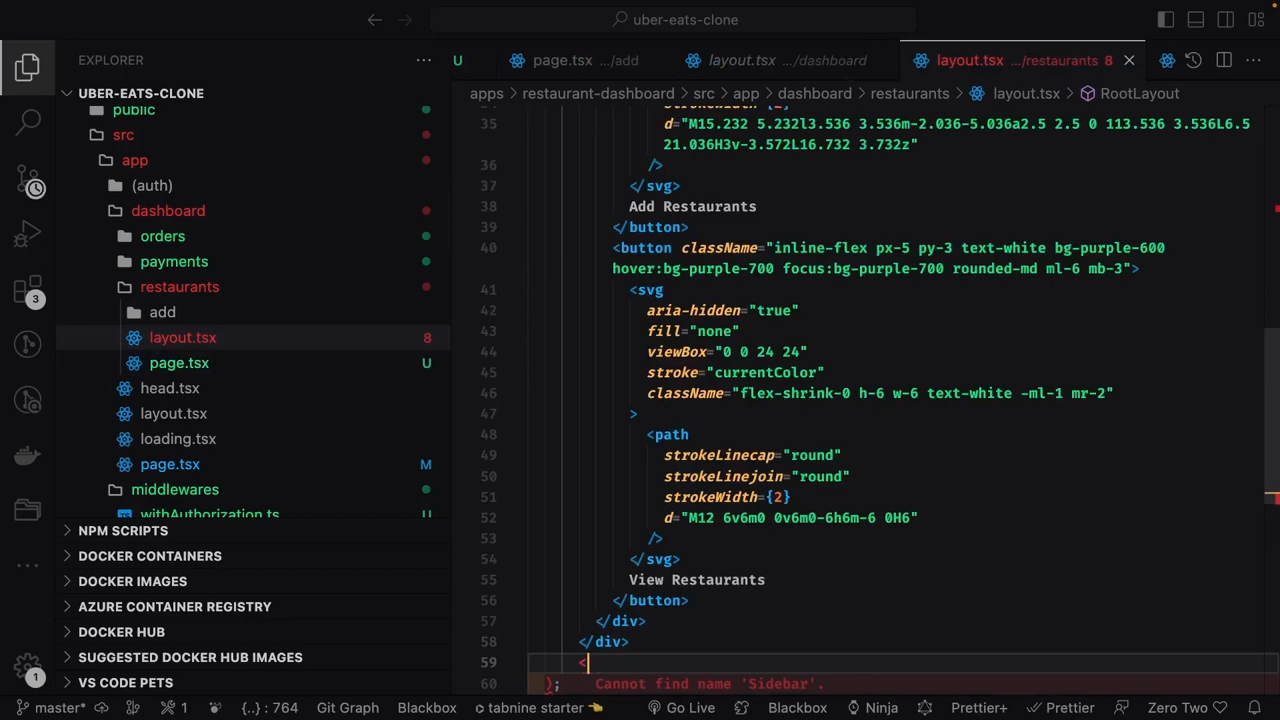 uber-eats-clone
EXPLORER
UBER-EATS-CLONE
public
src
app
(auth)
dashboard
orders
payments
restaurants
add
layout.tsx 8
page.tsx U
head.tsx
layout.tsx
loading.tsx
page.tsx M
middlewares
withAuthorization.ts U
NPM SCRIPTS
DOCKER CONTAINERS
DOCKER IMAGES
AZURE CONTAINER REGISTRY
DOCKER HUB
SUGGESTED DOCKER HUB IMAGES
VS CODE PETS
3
1
U page.tsx .../add layout.tsx .../dashboard layout.tsx .../restaurants 8
apps > restaurant-dashboard > src > app > dashboard > restaurants > layout.tsx > RootLayout
34 strokeWidth={2}
35 d="M15.232 5.232l3.536 3.536m-2.036-5.036a2.5 2.5 0 113.536 3.536L6.5
21.036H3v-3.572L16.732 3.732z"
36 />
37 </svg>
38 Add Restaurants
39 </button>
40 <button className="inline-flex px-5 py-3 text-white bg-purple-600
hover:bg-purple-700 focus:bg-purple-700 rounded-md ml-6 mb-3">
41 <svg
42 aria-hidden="true"
43 fill="none"
44 viewBox="0 0 24 24"
45 stroke="currentColor"
46 className="flex-shrink-0 h-6 w-6 text-white -ml-1 mr-2"
47 >
48 <path
49 strokeLinecap="round"
50 strokeLinejoin="round"
51 strokeWidth={2}
52 d="M12 6v6m0 0v6m0-6h6m-6 0H6"
53 />
54 </svg>
55 View Restaurants
56 </button>
57 </div>
58 </div>
59 <
60 ); Cannot find name 'Sidebar'.
master* 1 {..} : 764 Git Graph Blackbox tabnine starter Go Live Blackbox Ninja Prettier+ Prettier Zero Two